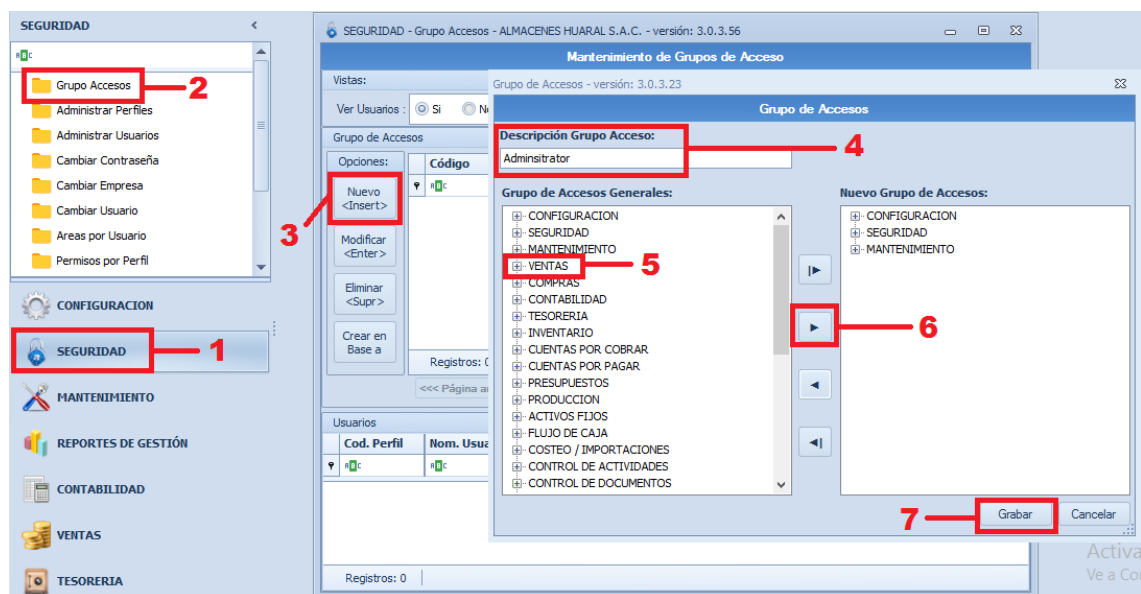 SEGURIDAD
Grupo Accesos
2
Administrar Perfiles
Administrar Usuarios
Cambiar Contraseña
Cambiar Empresa
Cambiar Usuario
Areas por Usuario
Permisos por Perfil
CONFIGURACION
SEGURIDAD
1
MANTENIMIENTO
REPORTES DE GESTIÓN
CONTABILIDAD
VENTAS
TESORERIA
SEGURIDAD - Grupo Accesos - ALMACENES HUARAL S.A.C. - versión: 3.0.3.56
Mantenimiento de Grupos de Acceso
Vistas:
Ver Usuarios :
Si
Grupo de Accesos
Opciones:
Código
Nuevo
<Insert>
3
Modificar
<Enter>
Eliminar
<Supr>
Crear en
Base a
Registros: 0
<<< Página
Usuarios
Cod. Perfil
Nom.
Registros: 0
Grupo de Accesos - versión: 3.0.3.23
Grupo de Accesos
Descripción Grupo Acceso:
Adminsitrator
4
Grupo de Accesos Generales:
CONFIGURACION
SEGURIDAD
MANTENIMIENTO
VENTAS
5
COMPRAS
CONTABILIDAD
TESORERIA
INVENTARIO
CUENTAS POR COBRAR
CUENTAS POR PAGAR
PRESUPUESTOS
PRODUCCION
ACTIVOS FIJOS
FLUJO DE CAJA
COSTEO / IMPORTACIONES
CONTROL DE ACTIVIDADES
CONTROL DE DOCUMENTOS
6
Nuevo Grupo de Accesos:
CONFIGURACION
SEGURIDAD
MANTENIMIENTO
7
Grabar
Cancelar
Activa
Ve a Co